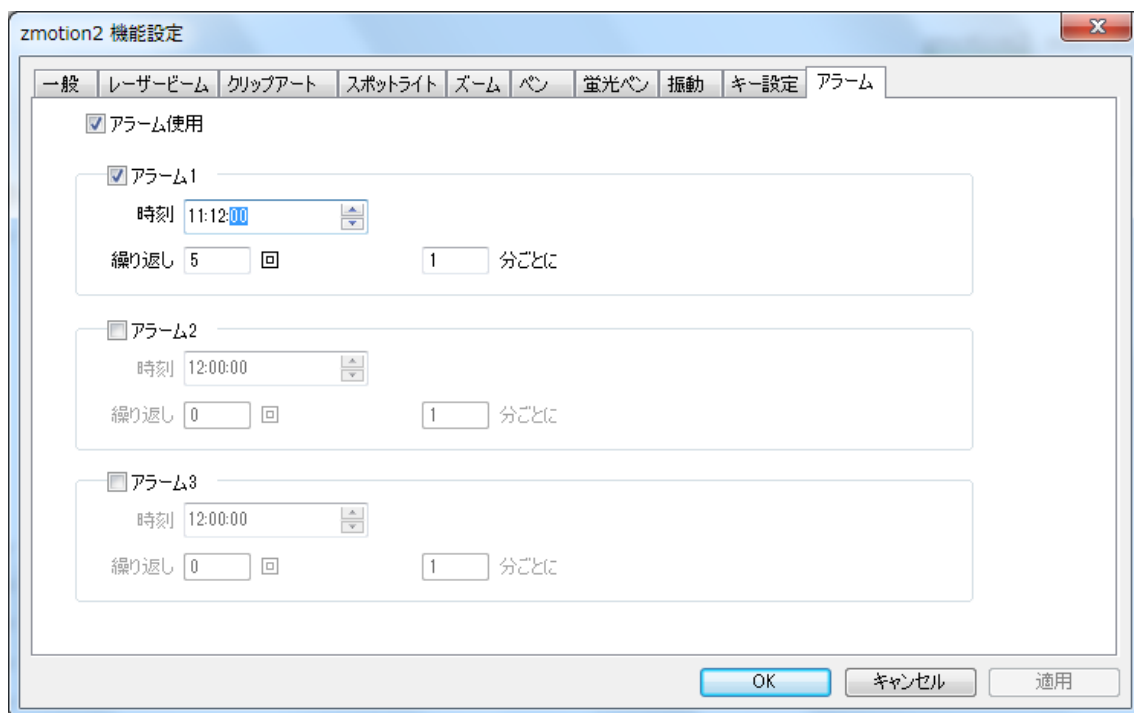 zmotion2 機能設定
一般 レーザービーム クリップアート スポットライト ズーム ペン 蛍光ペン 振動 キー設定 アラーム
アラーム使用
アラーム1
時刻 11:12:00
繰り返し 5 回 1 分ごとに
アラーム2
時刻 12:00:00
繰り返し 0 回 1 分ごとに
アラーム3
時刻 12:00:00
繰り返し 0 回 1 分ごとに
OK キャンセル 適用